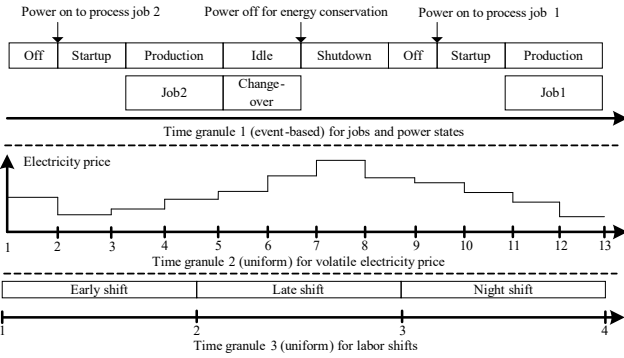 Power on to process job 2 Power off for energy conservation Power on to process job 1
Off Startup Production Idle Shutdown Off Startup Production
Job2 Change-
over Job1
Time granule 1 (event-based) for jobs and power states
Electricity price
1 2 3 4 5 6 7 8 9 10 11 12 13
Time granule 2 (uniform) for volatile electricity price
Early shift Late shift Night shift
1 2 3 4
Time granule 3 (uniform) for labor shifts